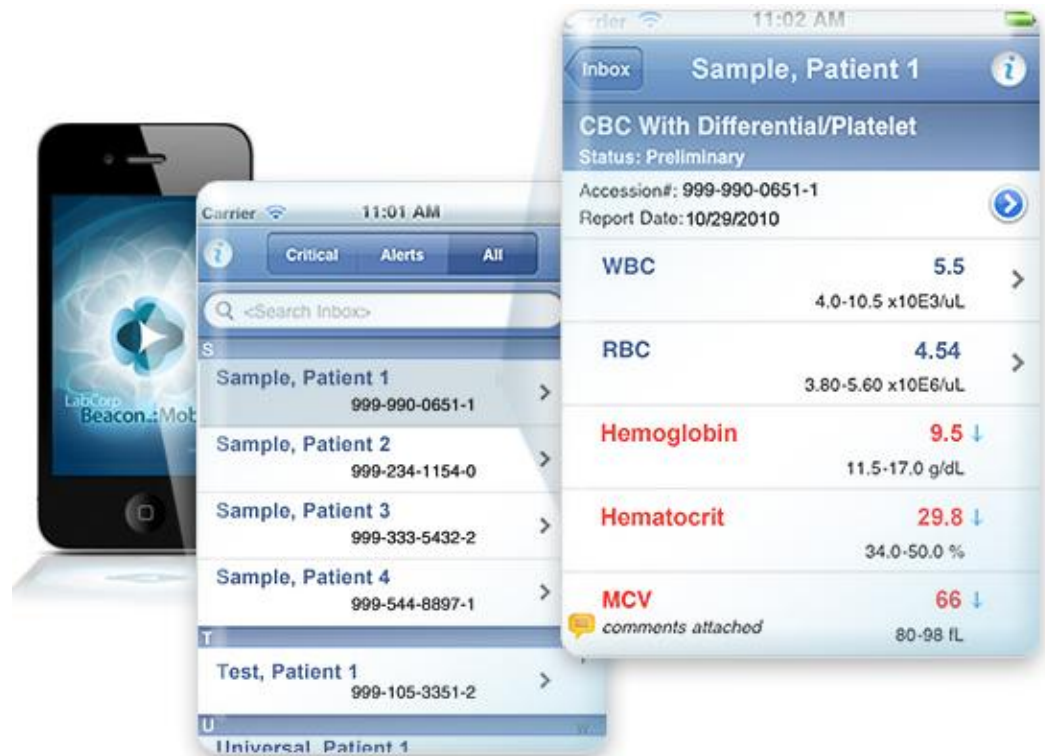 LabCorp
Beacon..:Mob
Carrier 11:01 AM
Critical Alerts All
<Search Inbox>
S
Sample, Patient 1
999-990-0651-1
Sample, Patient 2
999-234-1154-0
Sample, Patient 3
999-333-5432-2
Sample, Patient 4
999-544-8897-1
T
Test, Patient 1
999-105-3351-2
U
Universal, Patient 1
W
11:02 AM
Inbox Sample, Patient 1
CBC With Differential/Platelet
Status: Preliminary
Accession#: 999-990-0651-1
Report Date: 10/29/2010
WBC 5.5
4.0-10.5 x10E3/uL
RBC 4.54
3.80-5.60 x10E6/uL
Hemoglobin 9.5 ↓
11.5-17.0 g/dL
Hematocrit 29.8 ↓
34.0-50.0 %
MCV 66 ↓
comments attached
80-98 fL